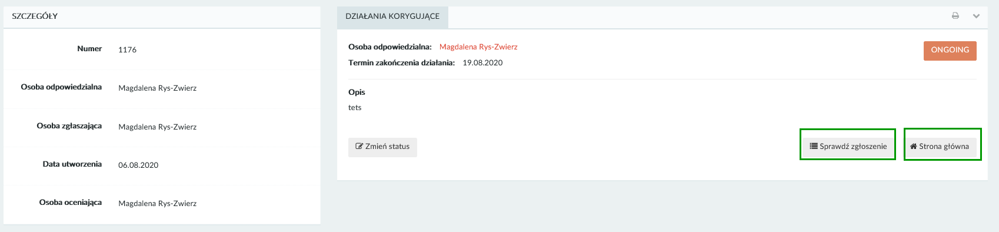 SZCZEGÓŁY
Numer 1176
Osoba odpowiedzialna Magdalena Rys-Zwierz
Osoba zgłaszająca Magdalena Rys-Zwierz
Data utworzenia 06.08.2020
Osoba oceniająca Magdalena Rys-Zwierz
DZIAŁANIA KORYGUJĄCE
Osoba odpowiedzialna: Magdalena Rys-Zwierz
ONGOING
Termin zakończenia działania: 19.08.2020
Opis
tets
Zmień status Sprawdź zgłoszenie Strona główna